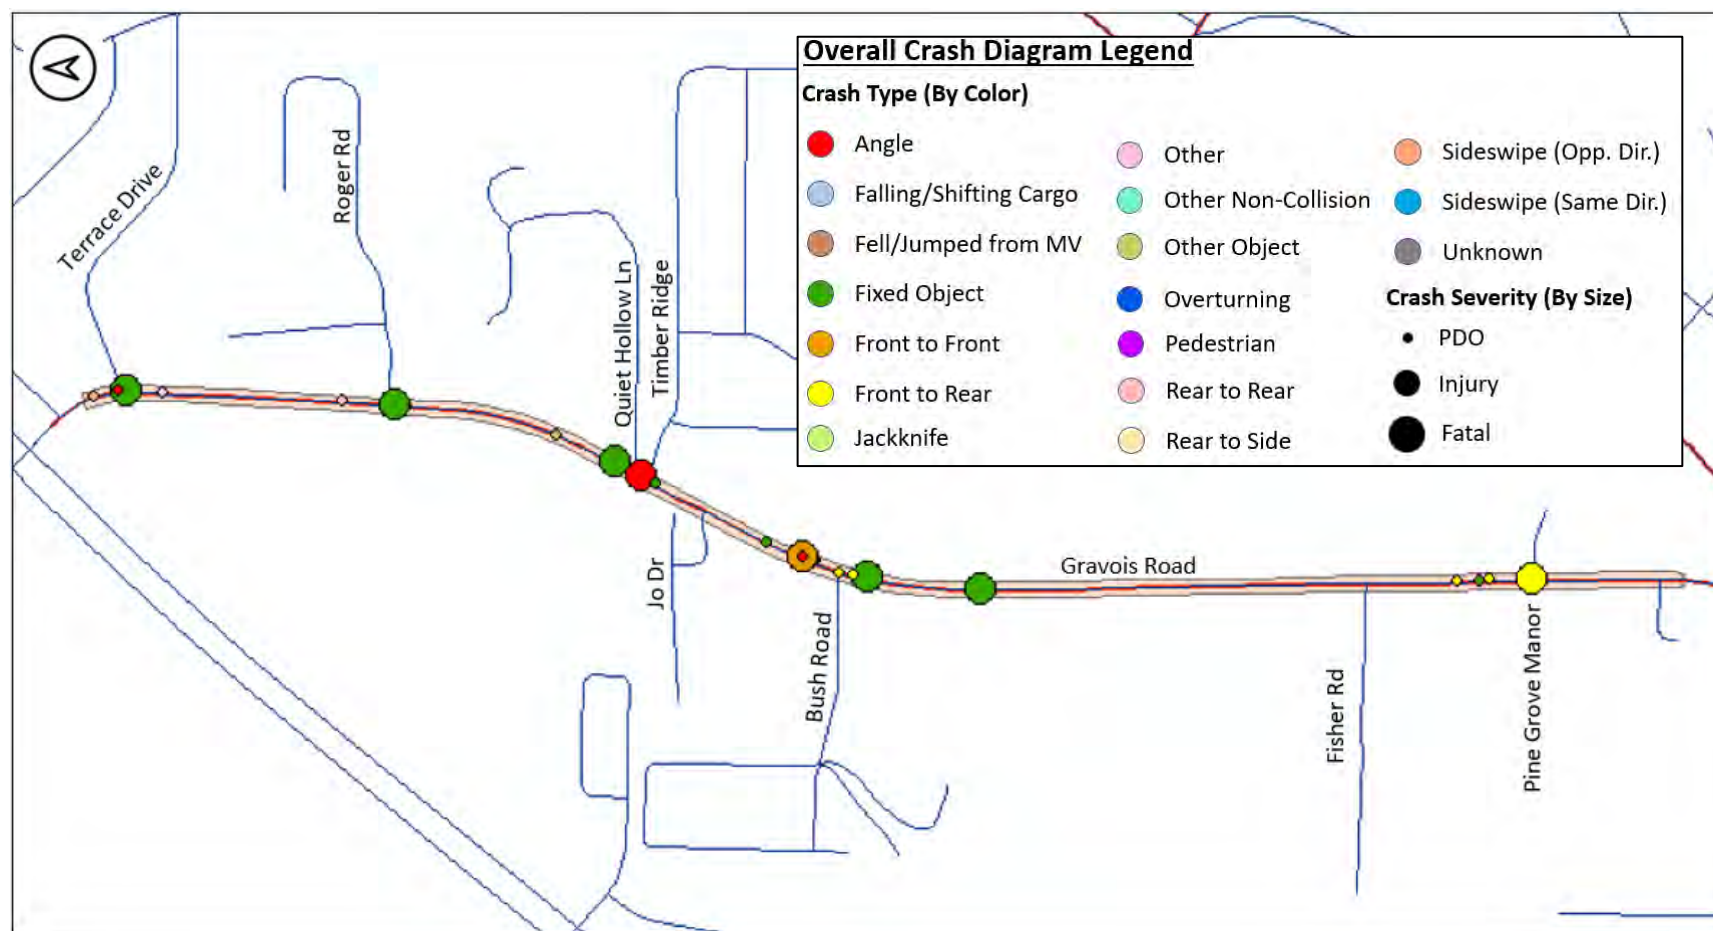 Overall Crash Diagram Legend
Crash Type (By Color)
Angle
Falling/Shifting Cargo
Fell/Jumped from MV
Fixed Object
Front to Front
Front to Rear
Jackknife
Other
Other Non-Collision
Other Object
Overturning
Pedestrian
Rear to Rear
Rear to Side
Sideswipe (Opp. Dir.)
Sideswipe (Same Dir.)
Unknown
Crash Severity (By Size)
PDO
Injury
Fatal
Terrace Drive
Roger Rd
Quiet Hollow Ln
Timber Ridge
Jo Dr
Bush Road
Gravois Road
Fisher Rd
Pine Grove Manor